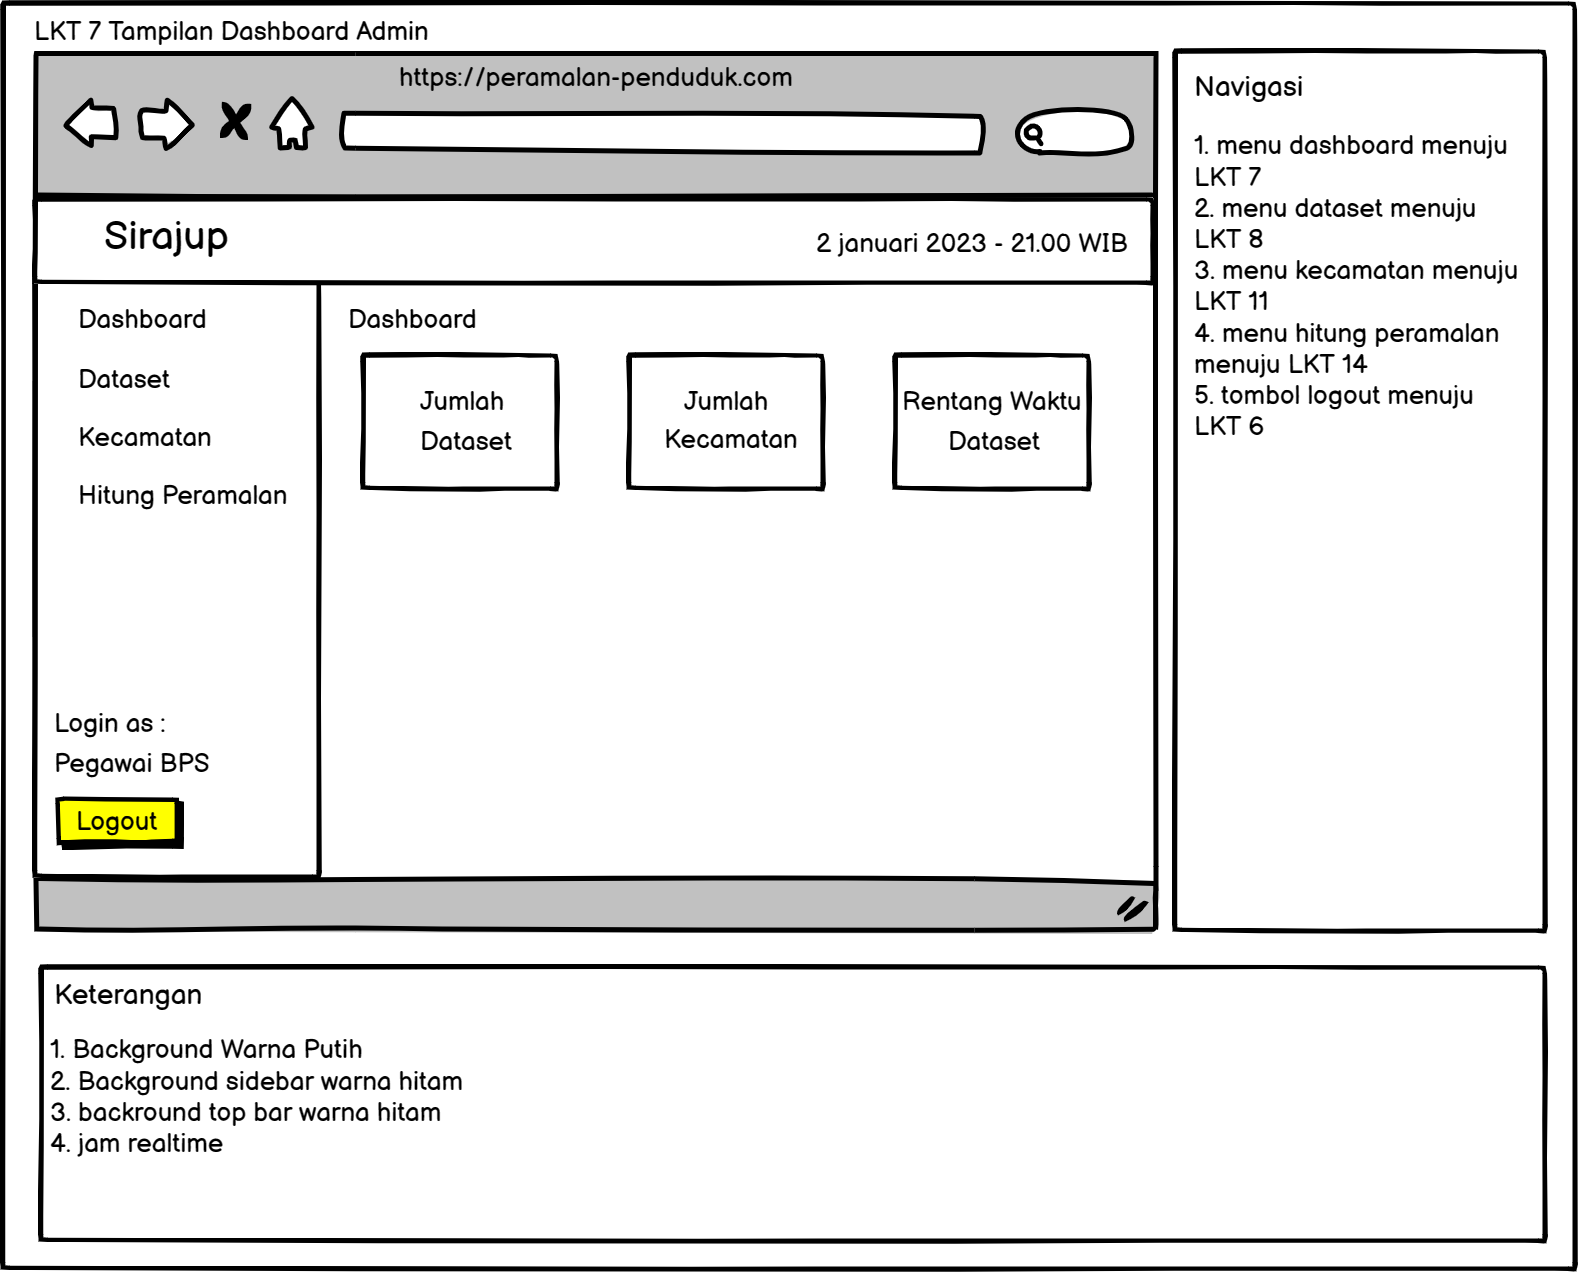 LKT 7 Tampilan Dashboard Admin
https://peramalan-penduduk.com
Sirajup
2 januari 2023 - 21.00 WIB
Dashboard
Dataset
Kecamatan
Hitung Peramalan
Login as :
Pegawai BPS
Logout
Dashboard
Jumlah
Dataset
Jumlah
Kecamatan
Rentang Waktu
Dataset
Navigasi
1. menu dashboard menuju
LKT 7
2. menu dataset menuju
LKT 8
3. menu kecamatan menuju
LKT 11
4. menu hitung peramalan
menuju LKT 14
5. tombol logout menuju
LKT 6
Keterangan
1. Background Warna Putih
2. Background sidebar warna hitam
3. backround top bar warna hitam
4. jam realtime